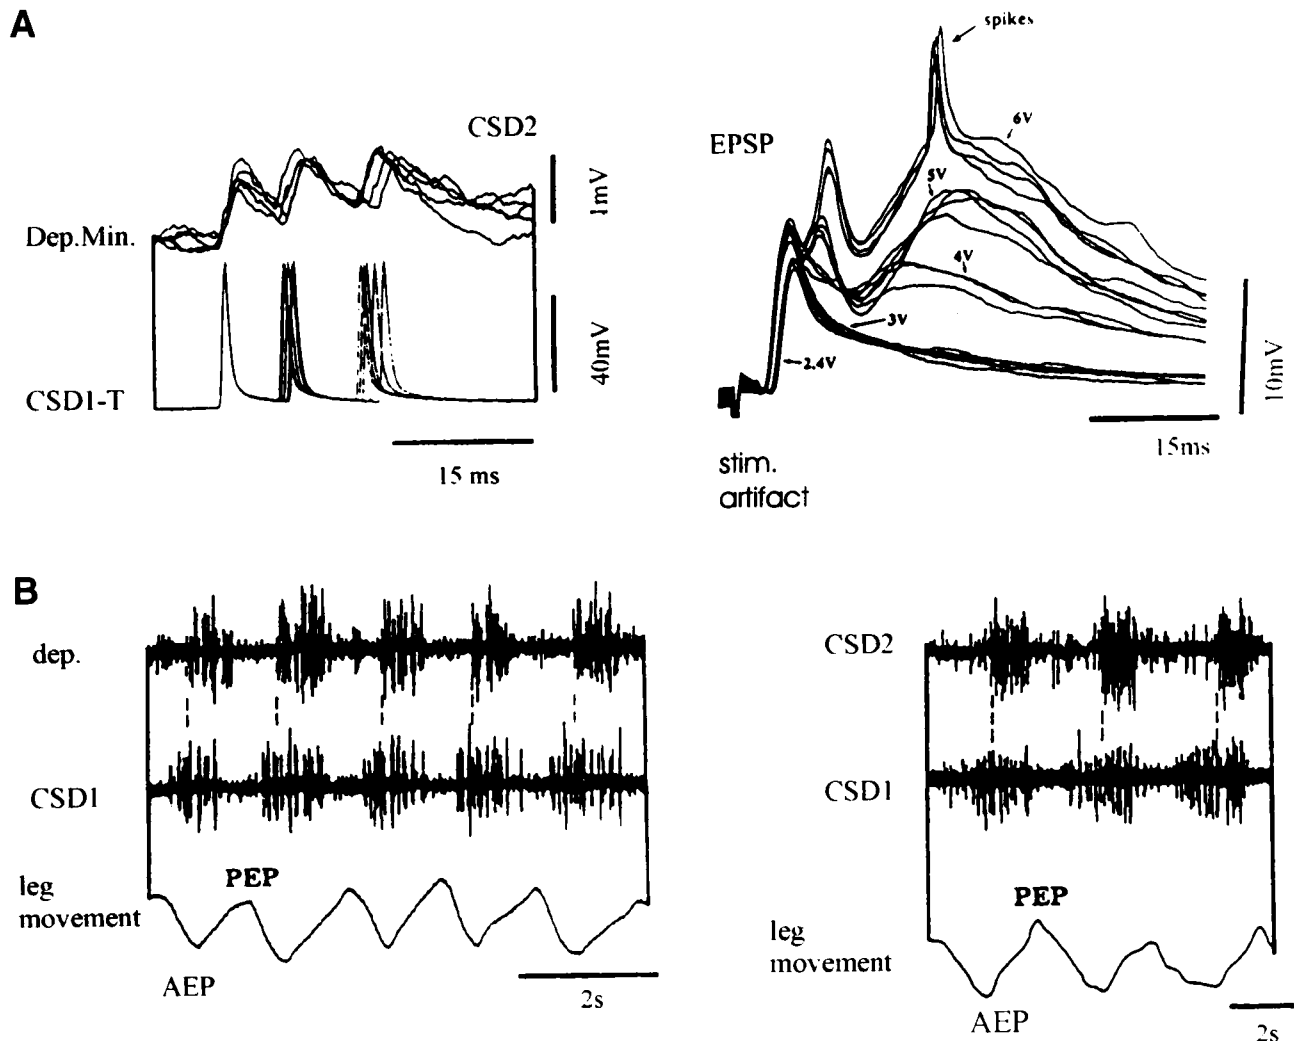 A
CSD2
1mV
Dep.Min.
40mV
CSD1-T
15 ms
spikes
6V
EPSP
5V
4V
3V
2.4V
10mV
15ms
stim.
artifact
B
dep.
CSD1
PEP
leg
movement
AEP
2s
CSD2
CSD1
PEP
leg
movement
AEP
2s